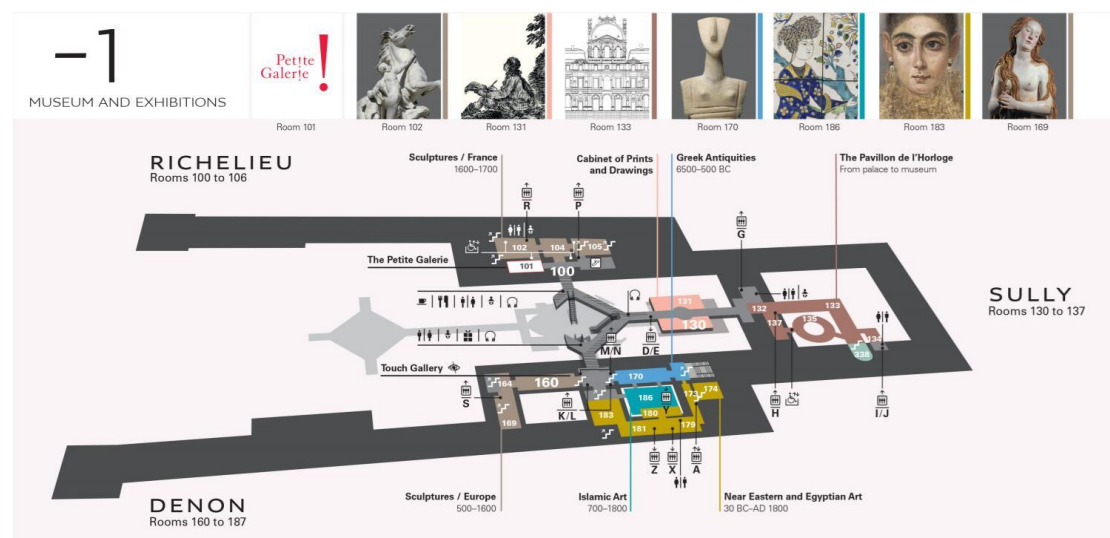 −1
MUSEUM AND EXHIBITIONS
Petite
Galerie !
Room 101
Room 102
Room 131
Room 133
Room 170
Room 186
Room 183
Room 169
RICHELIEU
Rooms 100 to 106
Sculptures / France
1600–1700
Cabinet of Prints
and Drawings
Greek Antiquities
6500–500 BC
The Pavillon de l'Horloge
From palace to museum
R
P
G
102
104
105
The Petite Galerie
101
100
131
130
132
133
135
137
134
338
SULLY
Rooms 130 to 137
M/N
D/E
Touch Gallery
S
164
160
170
K/L
186
173
174
H
I/J
169
183
180
Y
181
179
Z
X
A
DENON
Rooms 160 to 187
Sculptures / Europe
500–1600
Islamic Art
700–1800
Near Eastern and Egyptian Art
30 BC–AD 1800